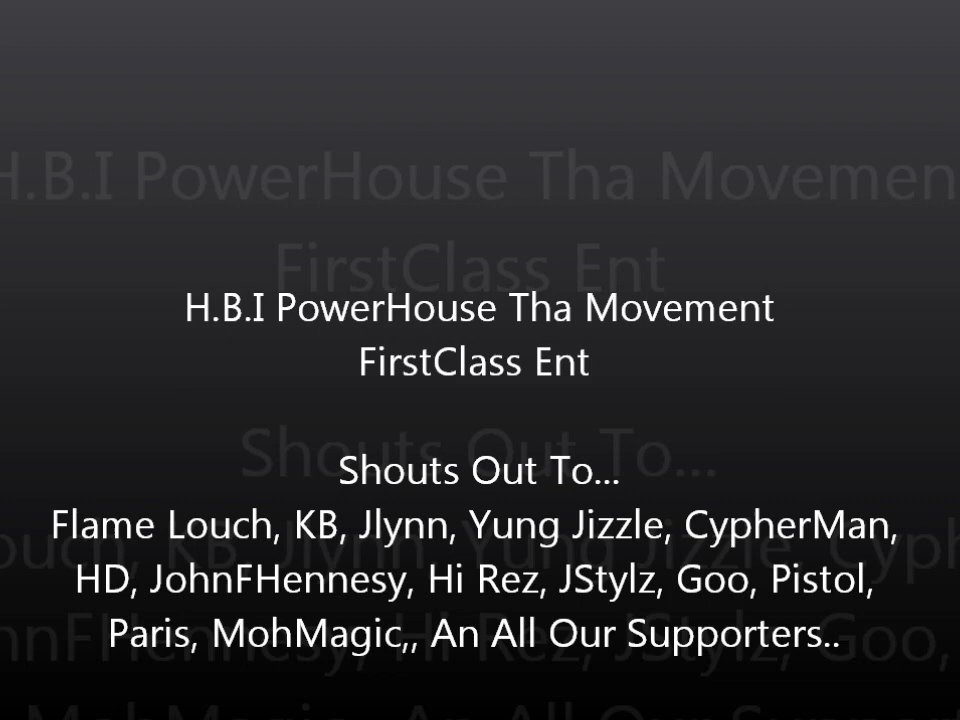 H.B.I PowerHouse Tha Movement
FirstClass Ent
Shouts Out To...
Flame Louch, KB, Jlynn, Yung Jizzle, CypherMan,
HD, JohnFHennesy, Hi Rez, JStylz, Goo, Pistol,
Paris, MohMagic,, An All Our Supporters..